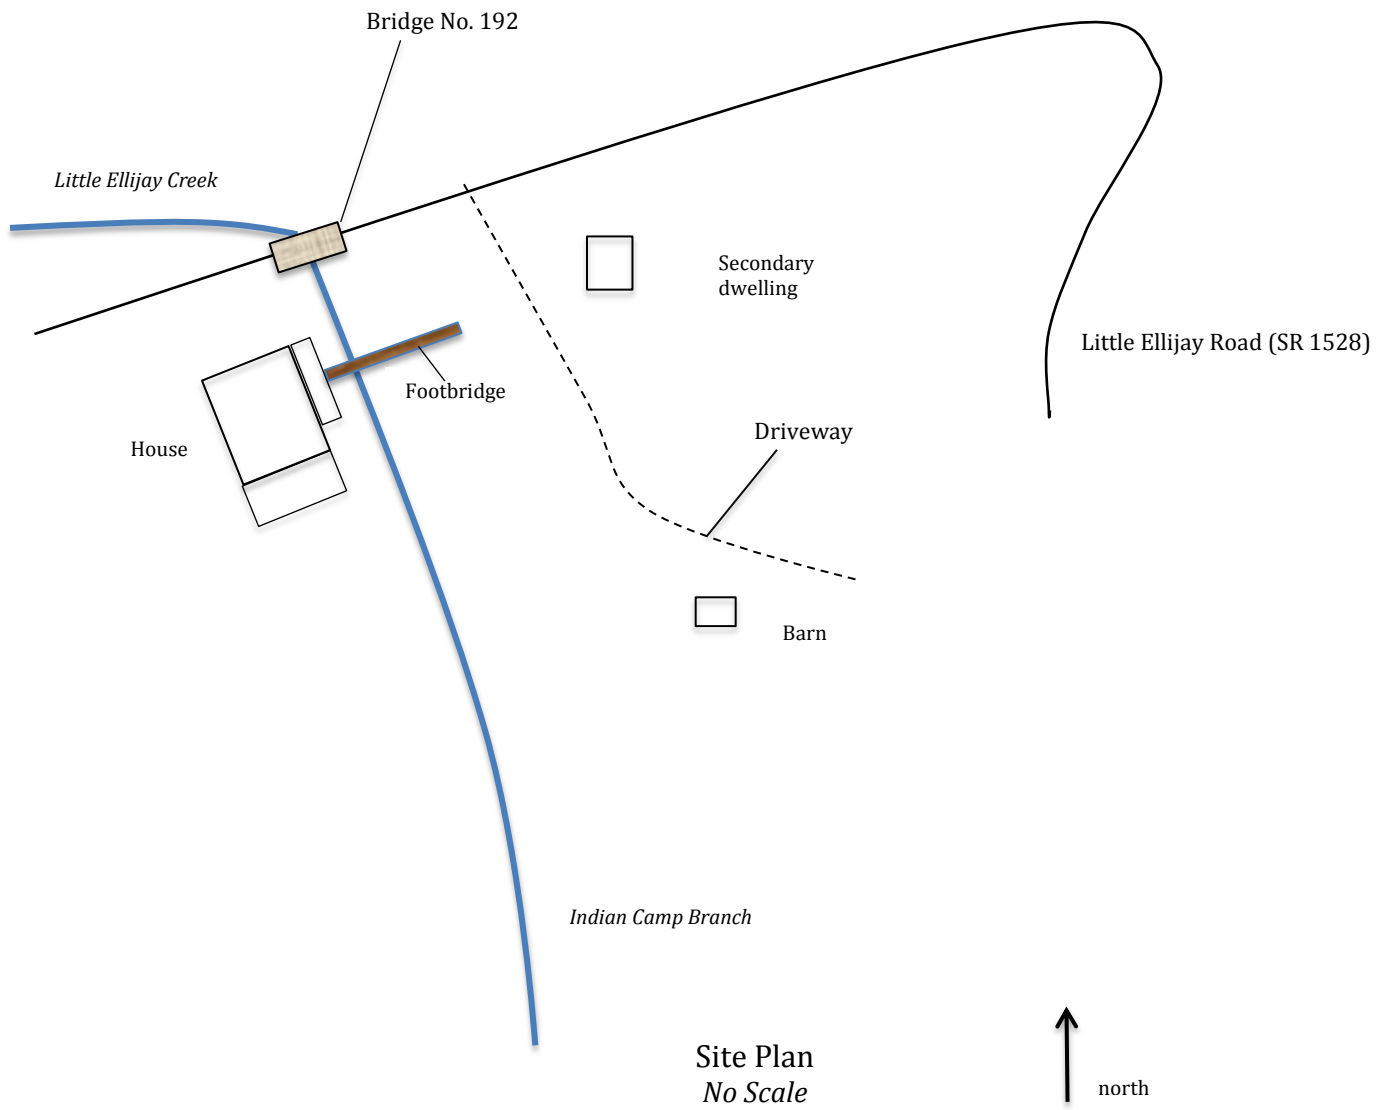 Bridge No. 192
Little Ellijay Creek
Secondary
dwelling
Little Ellijay Road (SR 1528)
Footbridge
House
Driveway
Barn
Indian Camp Branch
Site Plan
No Scale
north